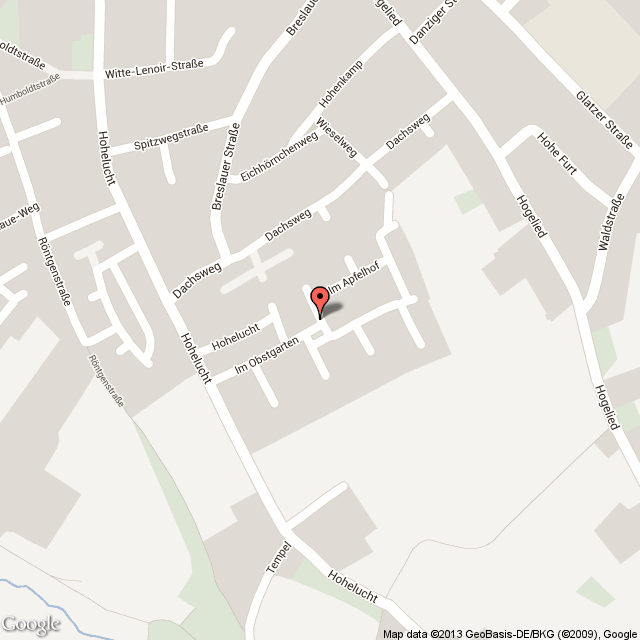 Hogelied
Danziger St
Breslaue
oldtstraße
Witte-Lenoir-Straße
Humboldtstraße
Hohenkamp
Glatzer Straße
Wieselweg
Spitzwegstraße
Dachsweg
Hohe Furt
Eichhörnchenweg
Hohelucht
Breslauer Straße
Waldstraße
aue-Weg
Hogelied
Dachsweg
Röntgenstraße
Dachsweg
Im Apfelhof
Hohelucht
Hohelucht
Im Obstgarten
Röntgenstraße
Hogelied
Tempel
Hohelucht
Google
Map data ©2013 GeoBasis-DE/BKG (©2009), Google